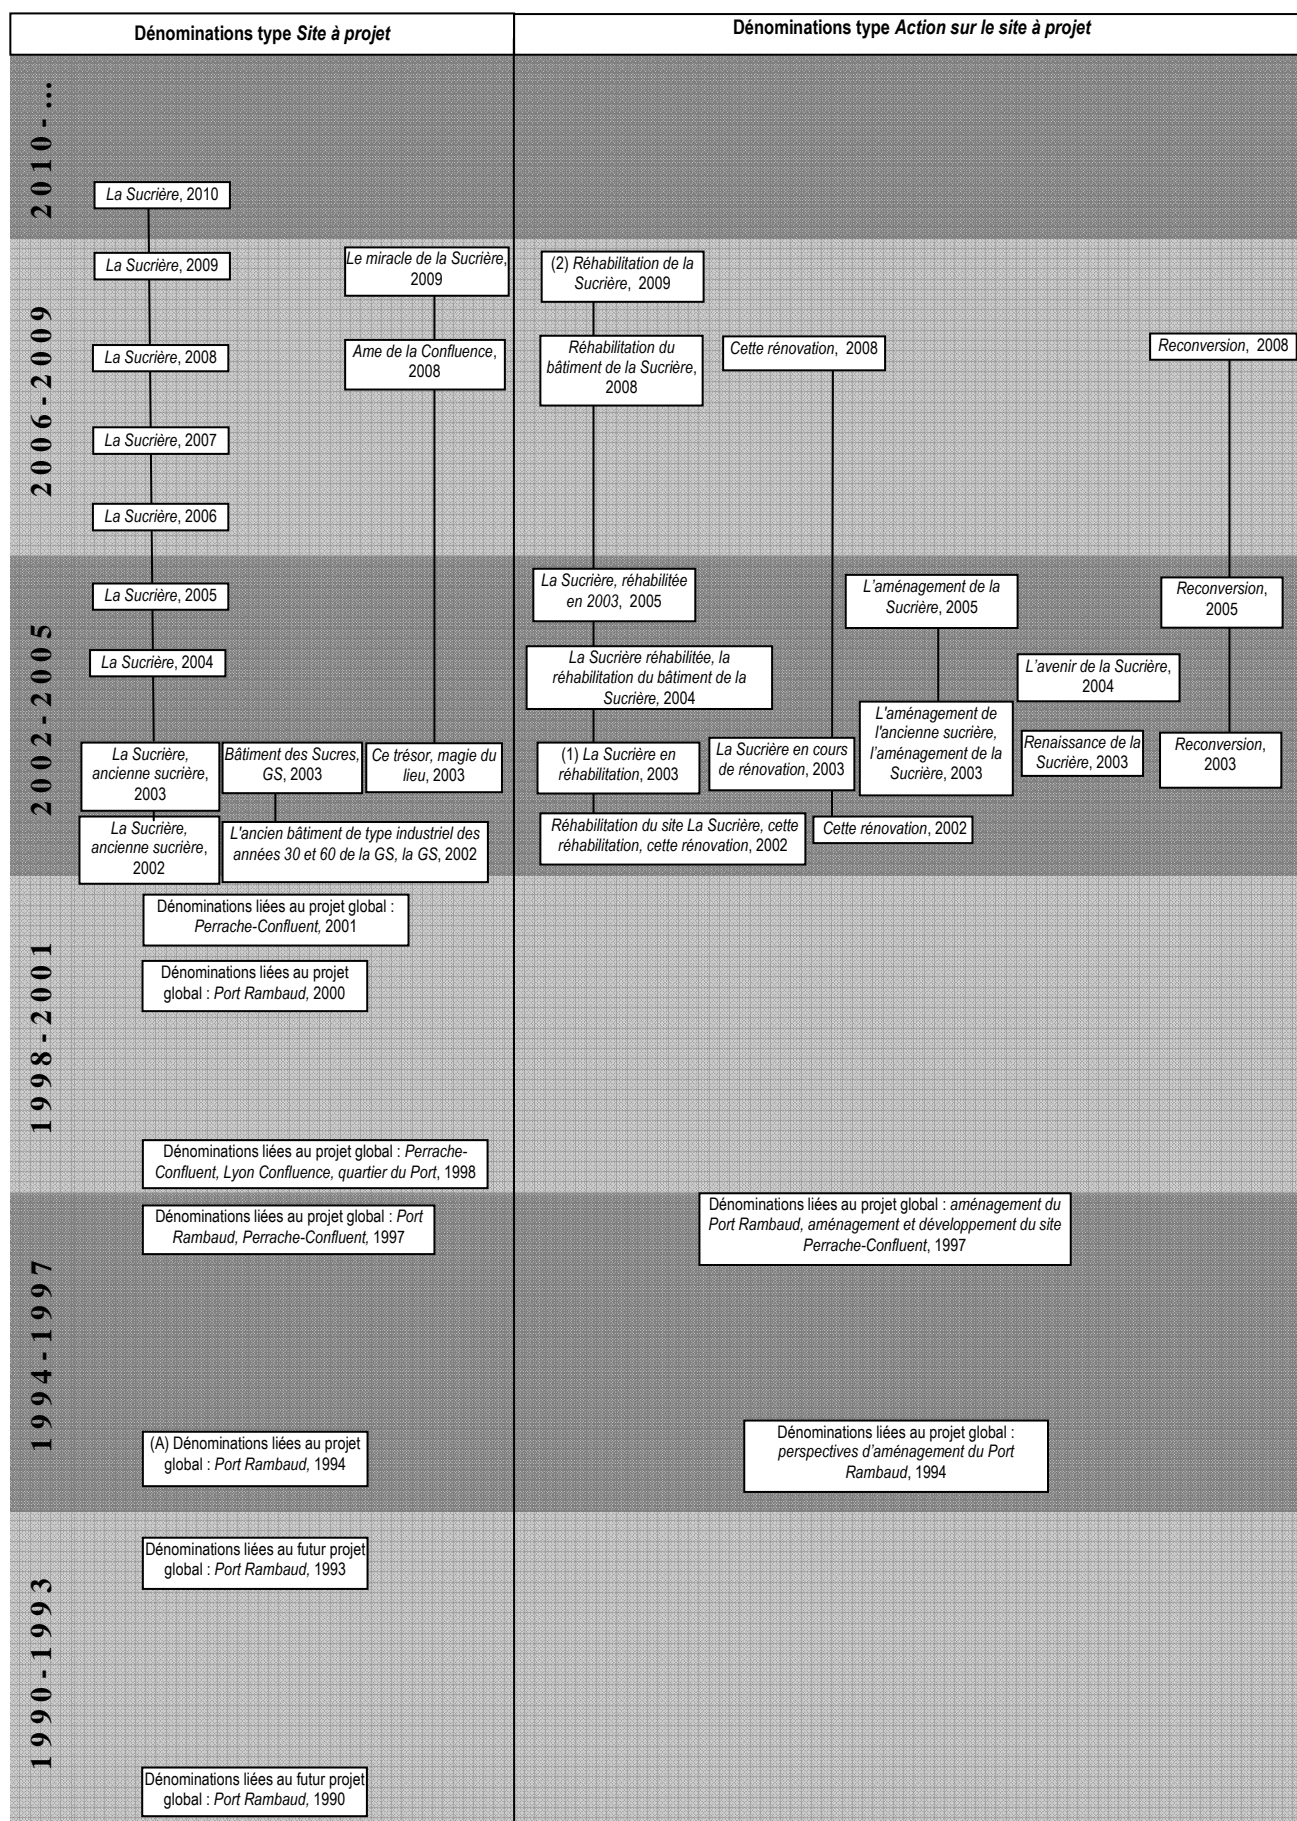 Dénominations type Site à projet
Dénominations type Action sur le site à projet
2010-...
La Sucrière, 2010
2006-2009
La Sucrière, 2009
Le miracle de la Sucrière,
2009
(2) Réhabilitation de la
Sucrière, 2009
La Sucrière, 2008
Ame de la Confluence,
2008
Réhabilitation du
bâtiment de la Sucrière,
2008
Cette rénovation, 2008
Reconversion, 2008
La Sucrière, 2007
La Sucrière, 2006
2002-2005
La Sucrière, 2005
La Sucrière, réhabilitée
en 2003, 2005
L'aménagement de la
Sucrière, 2005
Reconversion,
2005
La Sucrière, 2004
La Sucrière réhabilitée, la
réhabilitation du bâtiment de la
Sucrière, 2004
L'avenir de la Sucrière,
2004
La Sucrière,
ancienne sucrière,
2003
Bâtiment des Sucres,
GS, 2003
Ce trésor, magie du
lieu, 2003
(1) La Sucrière en
réhabilitation, 2003
La Sucrière en cours
de rénovation, 2003
L'aménagement de
l'ancienne sucrière,
l'aménagement de la
Sucrière, 2003
Renaissance de la
Sucrière, 2003
Reconversion,
2003
La Sucrière,
ancienne sucrière,
2002
L'ancien bâtiment de type industriel des
années 30 et 60 de la GS, la GS, 2002
Réhabilitation du site La Sucrière, cette
réhabilitation, cette rénovation, 2002
Cette rénovation, 2002
1998-2001
Dénominations liées au projet global :
Perrache-Confluent, 2001
Dénominations liées au projet
global : Port Rambaud, 2000
Dénominations liées au projet global : Perrache-
Confluent, Lyon Confluence, quartier du Port, 1998
1994-1997
Dénominations liées au projet global : Port
Rambaud, Perrache-Confluent, 1997
Dénominations liées au projet global : aménagement du
Port Rambaud, aménagement et développement du site
Perrache-Confluent, 1997
(A) Dénominations liées au projet
global : Port Rambaud, 1994
Dénominations liées au projet global :
perspectives d'aménagement du Port
Rambaud, 1994
1990-1993
Dénominations liées au futur projet
global : Port Rambaud, 1993
Dénominations liées au futur projet
global : Port Rambaud, 1990